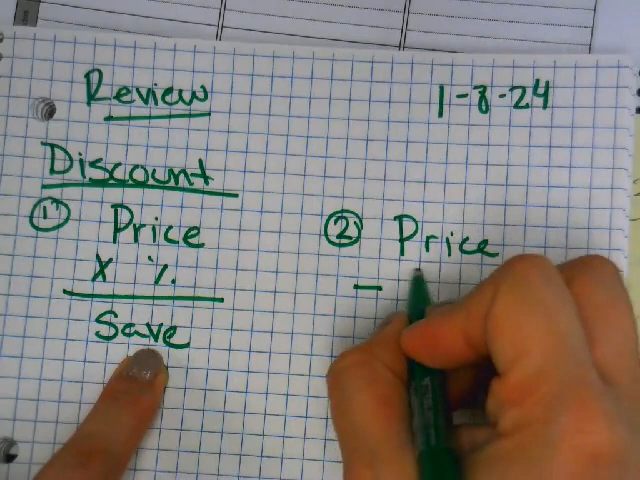 Review
1-8-24
Discount
① Price
X %
Save
② Price
–